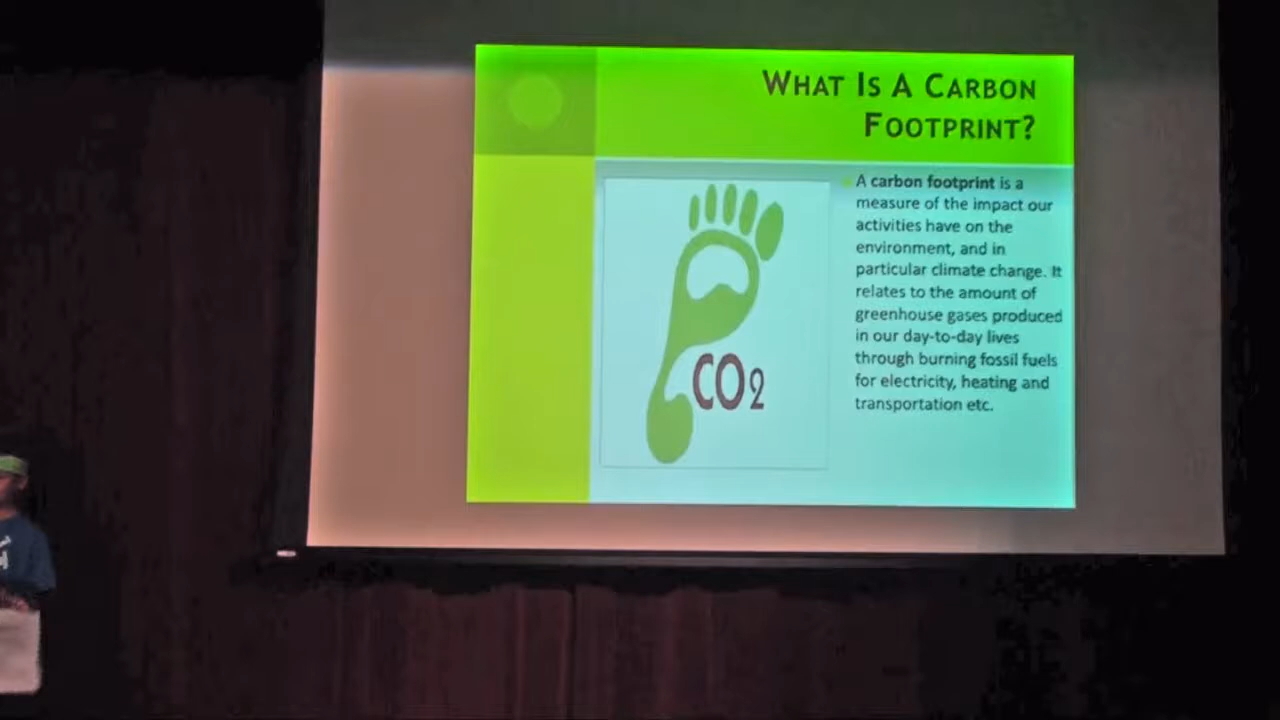 WHAT IS A CARBON
FOOTPRINT?
A carbon footprint is a
measure of the impact our
activities have on the
environment, and in
particular climate change. It
relates to the amount of
greenhouse gases produced
in our day-to-day lives
through burning fossil fuels
for electricity, heating and
transportation etc.
CO2